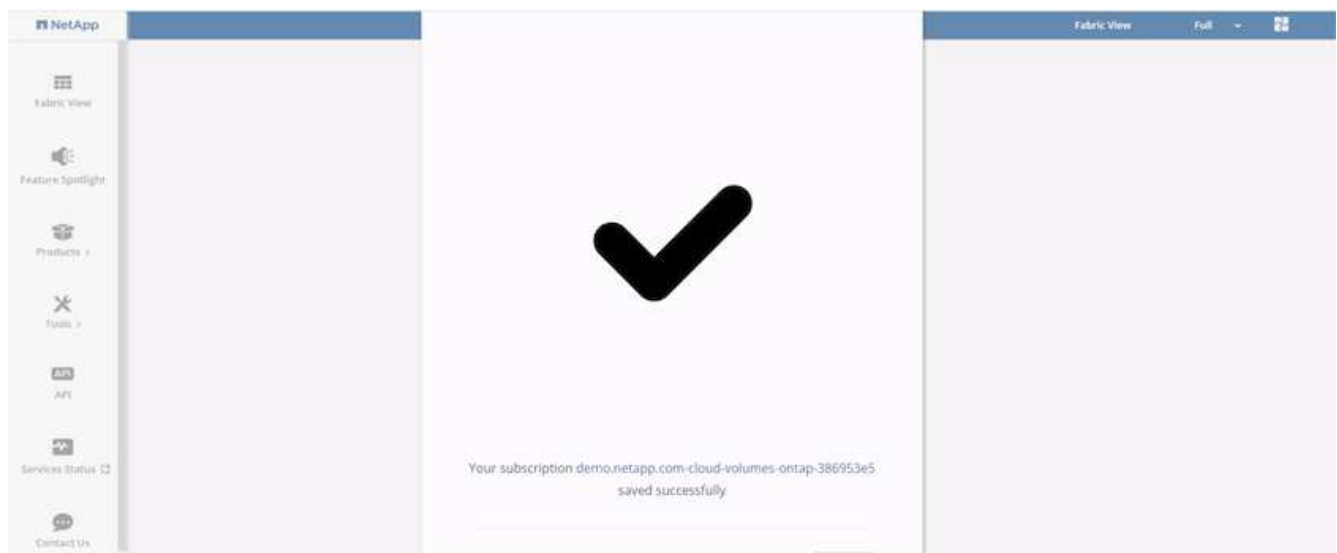 NetApp
Fabric View
Full
Fabric View
Feature Spotlight
Products >
Tools >
API
API
Services Status
Contact Us
Your subscription demo.netapp.com-cloud-volumes-ontap-386953e5
saved successfully